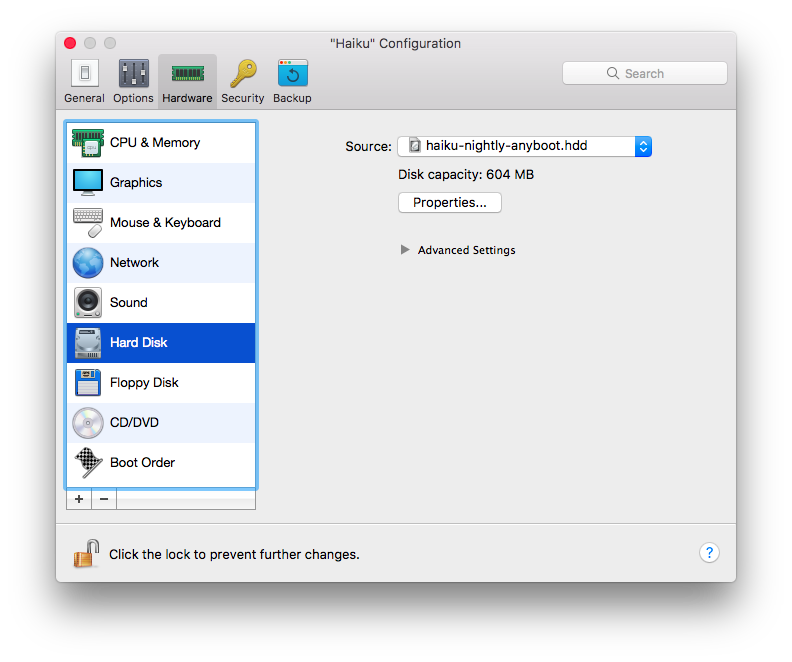 "Haiku" Configuration
General Options Hardware Security Backup
Search
CPU & Memory
Graphics
Mouse & Keyboard
Network
Sound
Hard Disk
Floppy Disk
CD/DVD
Boot Order
+ −
Source: haiku-nightly-anyboot.hdd
Disk capacity: 604 MB
Properties...
Advanced Settings
Click the lock to prevent further changes.
?